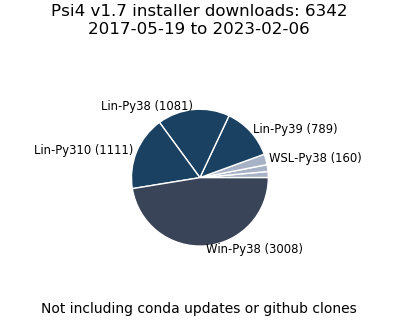 Psi4 v1.7 installer downloads: 6342
2017-05-19 to 2023-02-06
Lin-Py38 (1081)
Lin-Py39 (789)
Lin-Py310 (1111)
WSL-Py38 (160)
Win-Py38 (3008)
Not including conda updates or github clones